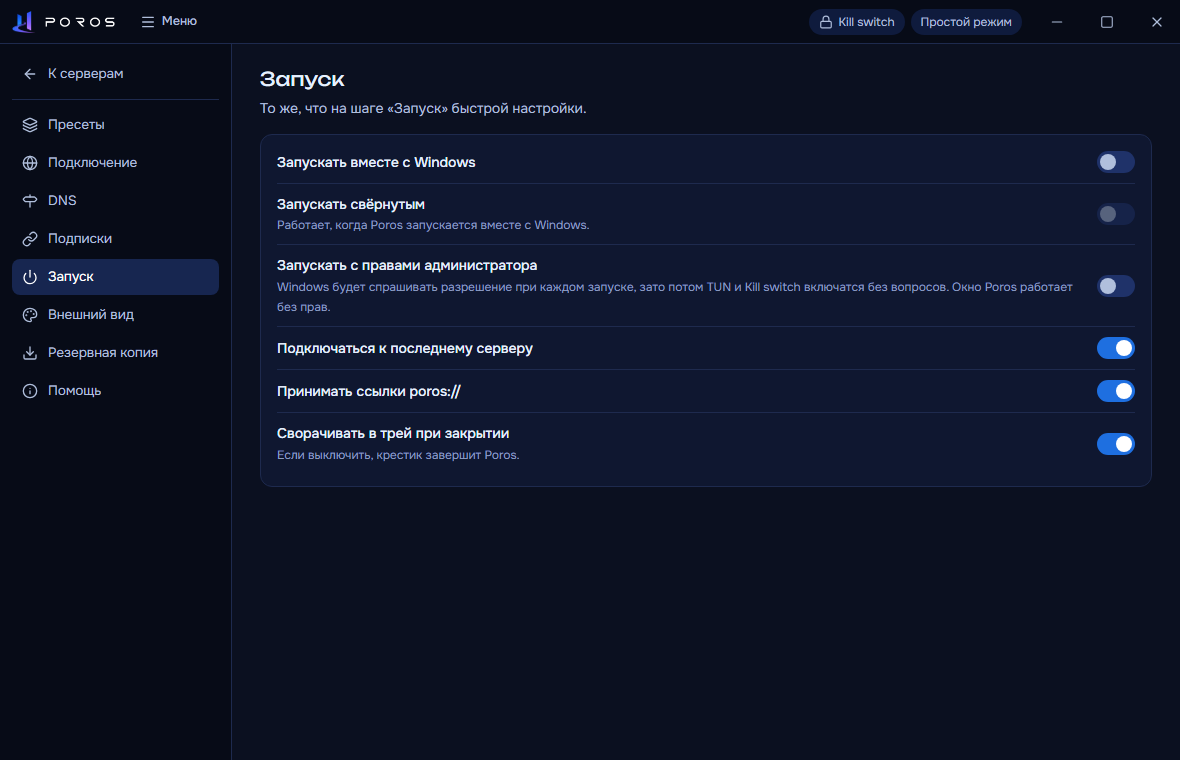 POROS
Меню
Kill switch
Простой режим
К серверам
Пресеты
Подключение
DNS
Подписки
Запуск
Внешний вид
Резервная копия
Помощь
Запуск
То же, что на шаге «Запуск» быстрой настройки.
Запускать вместе с Windows
Запускать свёрнутым
Работает, когда Poros запускается вместе с Windows.
Запускать с правами администратора
Windows будет спрашивать разрешение при каждом запуске, зато потом TUN и Kill switch включатся без вопросов. Окно Poros работает
без прав.
Подключаться к последнему серверу
Принимать ссылки poros://
Сворачивать в трей при закрытии
Если выключить, крестик завершит Poros.